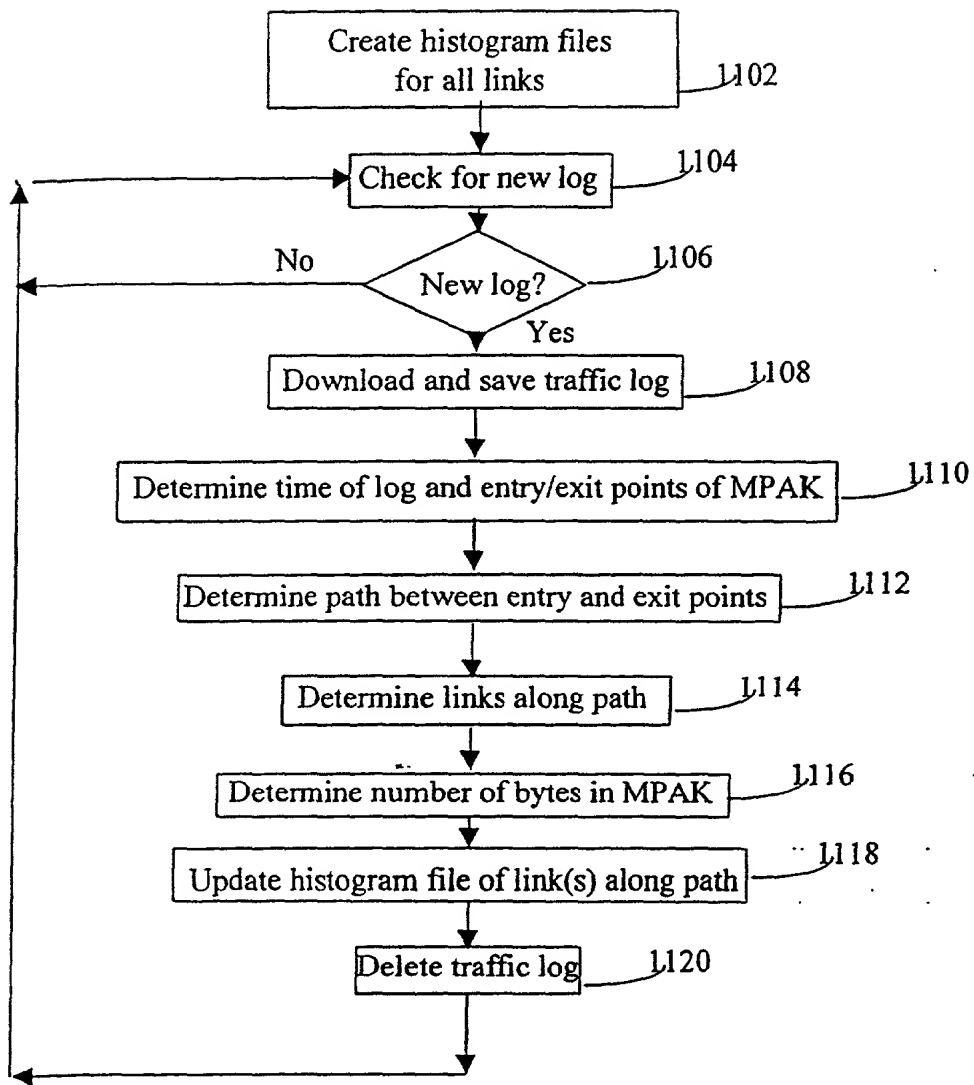 Create histogram files
for all links
1102
Check for new log
1104
No
New log?
1106
Yes
Download and save traffic log
1108
Determine time of log and entry/exit points of MPAK
1110
Determine path between entry and exit points
1112
Determine links along path
1114
Determine number of bytes in MPAK
1116
Update histogram file of link(s) along path
1118
Delete traffic log
1120